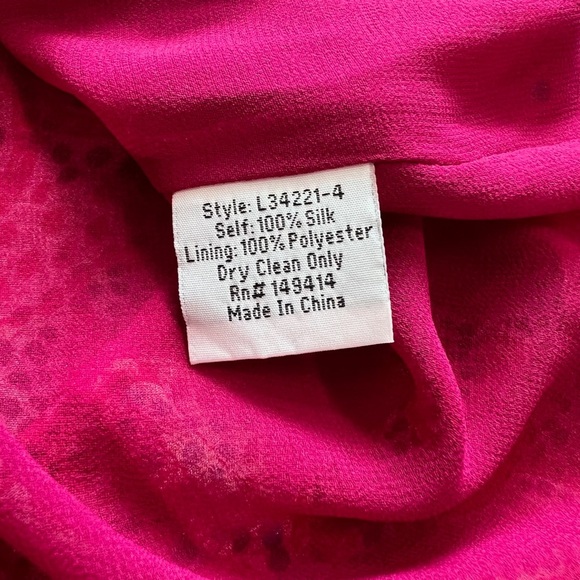 Style: L34221-4
Self: 100% Silk
Lining: 100% Polyester
Dry Clean Only
Rn# 149414
Made In China